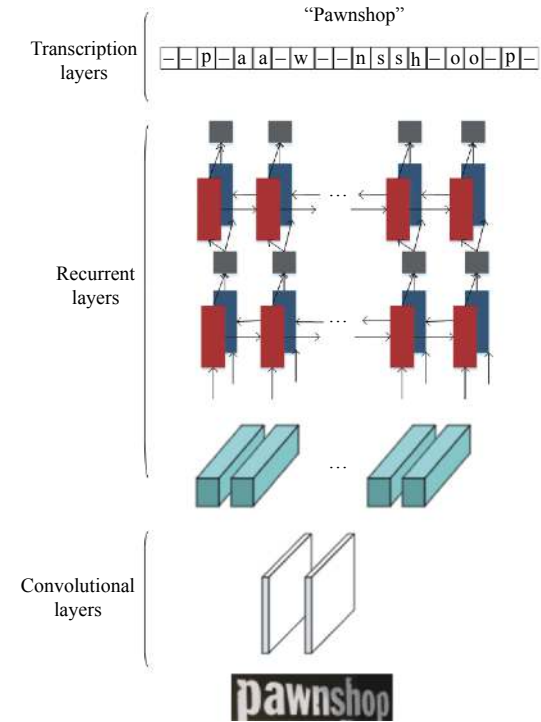 “Pawnshop”
Transcription
layers
– – p – a a – w – – n s s h – o o – p –
...
Recurrent
layers
...
...
Convolutional
layers
pawnshop